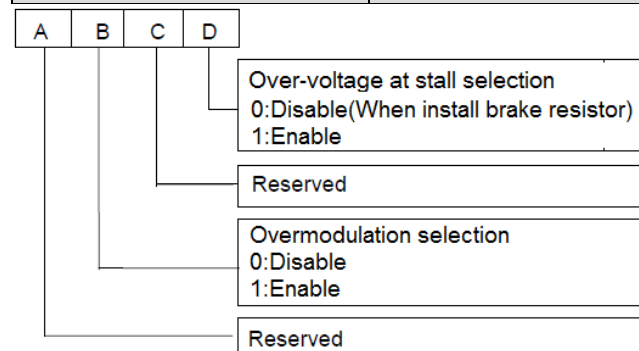 A B C D
Over-voltage at stall selection
0:Disable(When install brake resistor)
1:Enable
Reserved
Overmodulation selection
0:Disable
1:Enable
Reserved